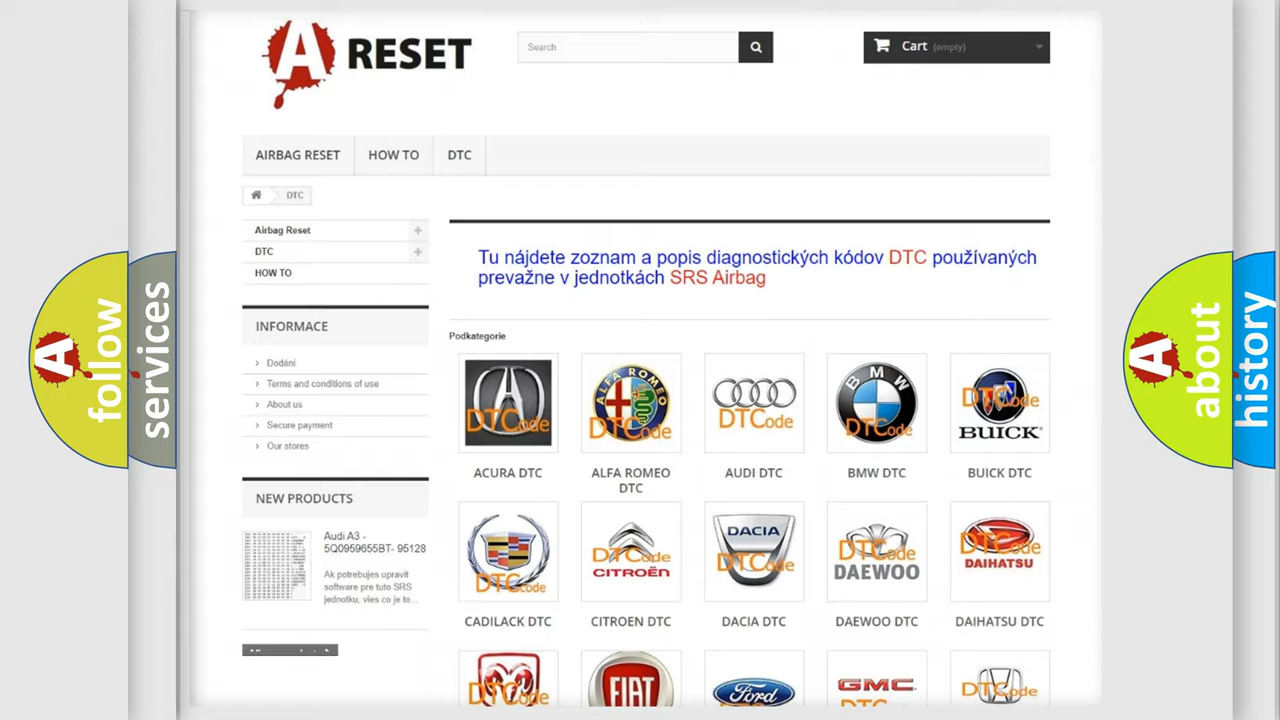 A RESET
Search
Cart (empty)
AIRBAG RESET
HOW TO
DTC
DTC
Airbag Reset
DTC
HOW TO
INFORMACE
Dodání
Terms and conditions of use
About us
Secure payment
Our stores
NEW PRODUCTS
Audi A3 -
5Q0959655BT- 95128
Ak potrebujes upravit
software pre tuto SRS
jednotku, vies co je to...
Tu nájdete zoznam a popis diagnostických kódov DTC používaných
prevažne v jednotkách SRS Airbag
Podkategorie
DTCode
ALFA ROMEO
DTCode
DTCode
BMW
DTCode
DTCode
BUICK
ACURA DTC
ALFA ROMEO
DTC
AUDI DTC
BMW DTC
BUICK DTC
DTCode
DTCode
CITROËN
DACIA
DTCode
DTCode
DAEWOO
DTCode
DAIHATSU
CADILACK DTC
CITROEN DTC
DACIA DTC
DAEWOO DTC
DAIHATSU DTC
DTCode
FIAT
Ford
GMC
DTCode
A follow
services
A about
history